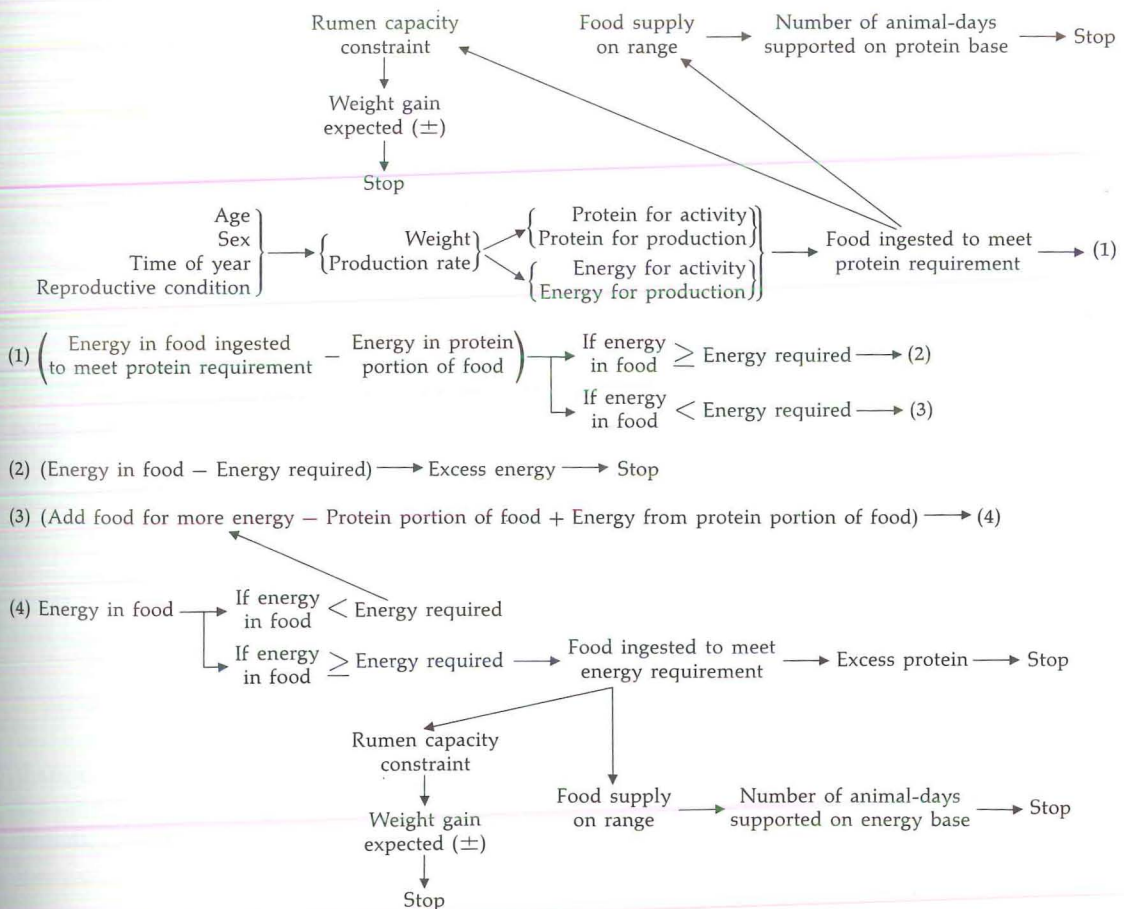 Rumen capacity
constraint
Food supply
on range
Number of animal-days
supported on protein base
Stop
Weight gain
expected (±)
Stop
Age
Sex
Time of year
Reproductive condition
Weight
Production rate
Protein for activity
Protein for production
Energy for activity
Energy for production
Food ingested to meet
protein requirement
(1)
(1)
Energy in food ingested
to meet protein requirement
−
Energy in protein
portion of food
If energy
in food
≥ Energy required
(2)
If energy
in food
< Energy required
(3)
(2) (Energy in food − Energy required) → Excess energy → Stop
(3) (Add food for more energy − Protein portion of food + Energy from protein portion of food) → (4)
(4) Energy in food
If energy
in food
< Energy required
If energy
in food
≥ Energy required
Food ingested to meet
energy requirement
Excess protein
Stop
Rumen capacity
constraint
Weight gain
expected (±)
Stop
Food supply
on range
Number of animal-days
supported on energy base
Stop